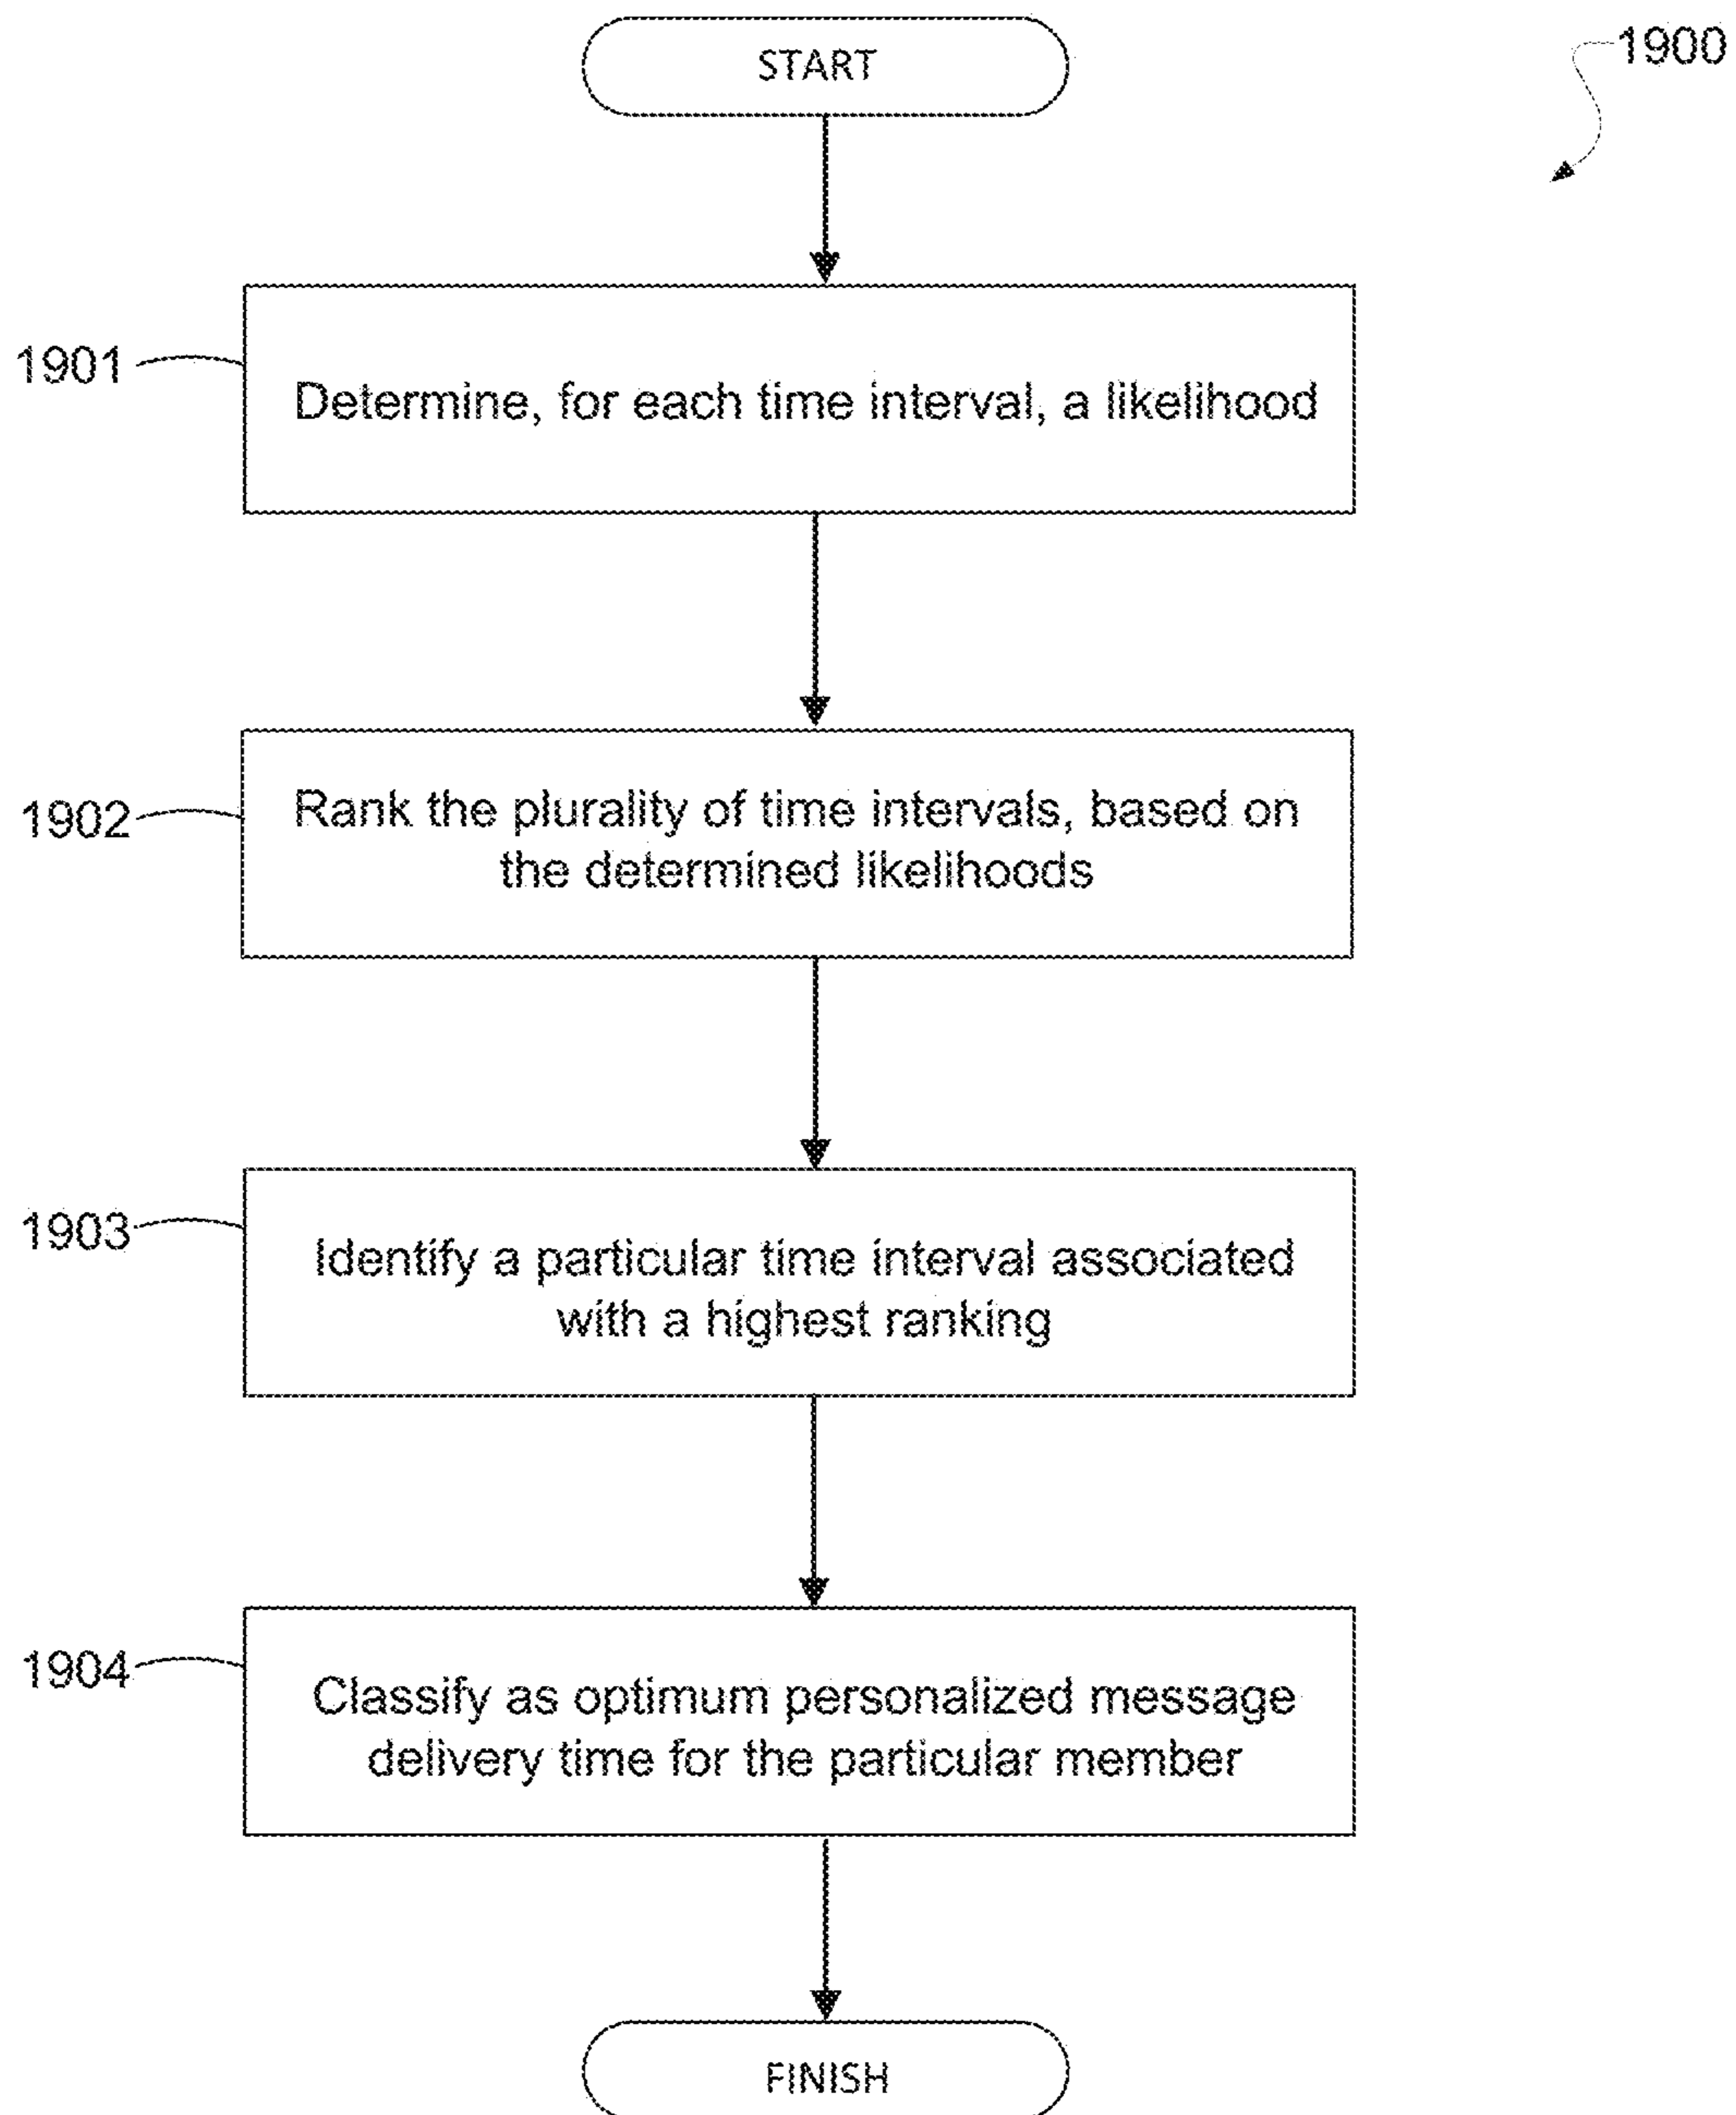 START
1900
1901
Determine, for each time interval, a likelihood
1902
Rank the plurality of time intervals, based on
the determined likelihoods
1903
Identify a particular time interval associated
with a highest ranking
1904
Classify as optimum personalized message
delivery time for the particular member
FINISH